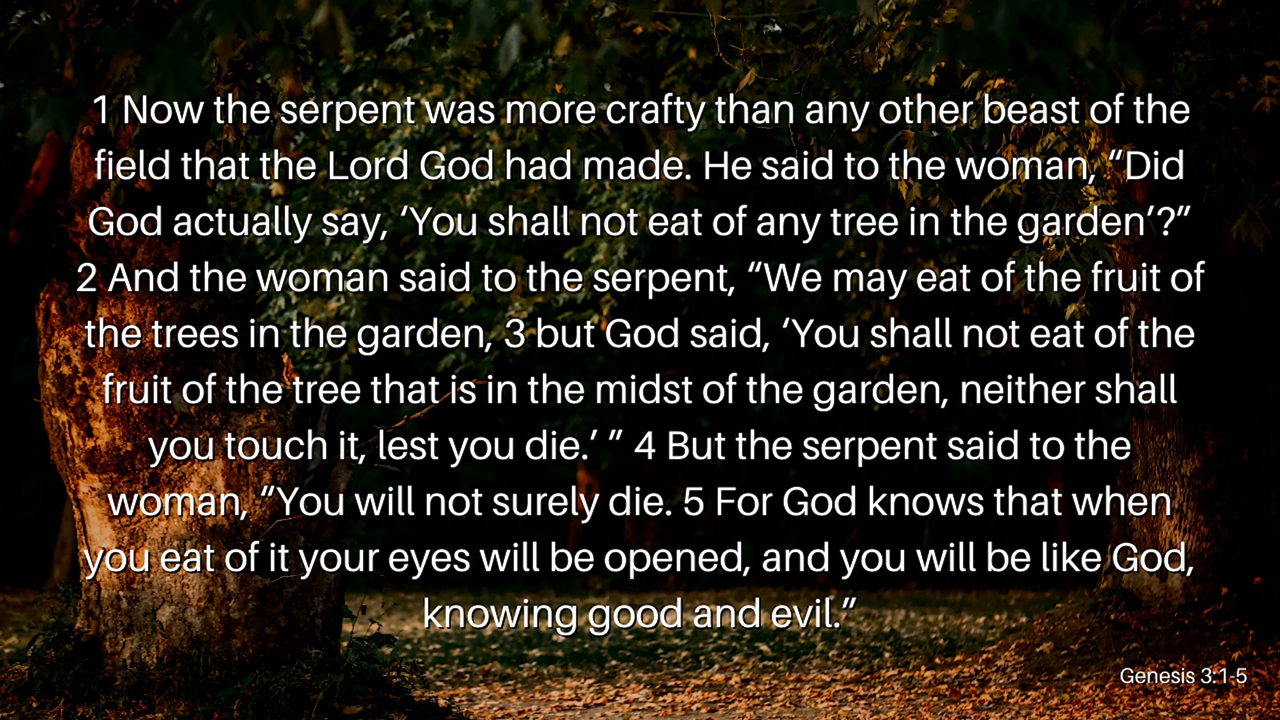 1 Now the serpent was more crafty than any other beast of the
field that the Lord God had made. He said to the woman, “Did
God actually say, ‘You shall not eat of any tree in the garden’?”
2 And the woman said to the serpent, “We may eat of the fruit of
the trees in the garden, 3 but God said, ‘You shall not eat of the
fruit of the tree that is in the midst of the garden, neither shall
you touch it, lest you die.’ ” 4 But the serpent said to the
woman, “You will not surely die. 5 For God knows that when
you eat of it your eyes will be opened, and you will be like God,
knowing good and evil.”
Genesis 3:1-5